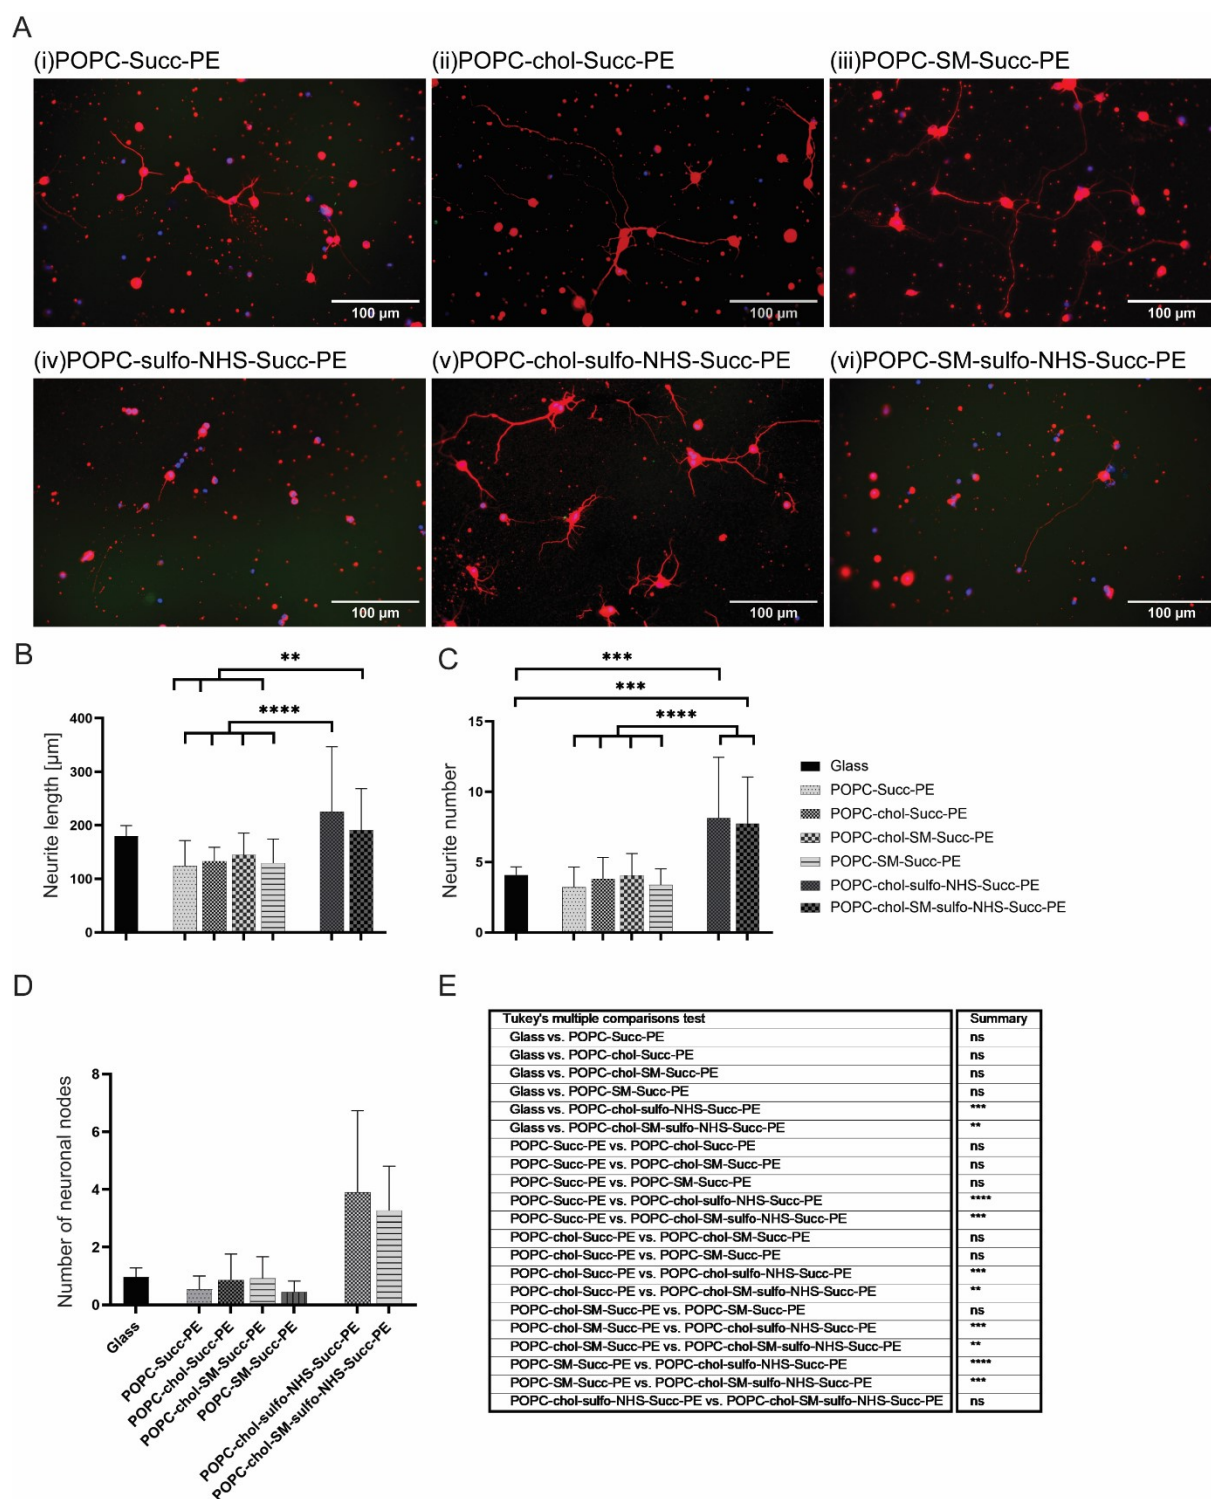 A
(i)POPC-Succ-PE
(ii)POPC-chol-Succ-PE
(iii)POPC-SM-Succ-PE
100 µm
100 µm
100 µm
(iv)POPC-sulfo-NHS-Succ-PE
(v)POPC-chol-sulfo-NHS-Succ-PE
(vi)POPC-SM-sulfo-NHS-Succ-PE
100 µm
100 µm
100 µm
B
**
****
400
300
200
100
0
Neurite length [µm]
C
***
***
****
15
10
5
0
Neurite number
Glass
POPC-Succ-PE
POPC-chol-Succ-PE
POPC-chol-SM-Succ-PE
POPC-SM-Succ-PE
POPC-chol-sulfo-NHS-Succ-PE
POPC-chol-SM-sulfo-NHS-Succ-PE
D
8
6
4
2
0
Number of neuronal nodes
Glass
POPC-Succ-PE
POPC-chol-Succ-PE
POPC-chol-SM-Succ-PE
POPC-SM-Succ-PE
POPC-chol-sulfo-NHS-Succ-PE
POPC-chol-SM-sulfo-NHS-Succ-PE
E
Tukey's multiple comparisons test Summary
Glass vs. POPC-Succ-PE ns
Glass vs. POPC-chol-Succ-PE ns
Glass vs. POPC-chol-SM-Succ-PE ns
Glass vs. POPC-SM-Succ-PE ns
Glass vs. POPC-chol-sulfo-NHS-Succ-PE ***
Glass vs. POPC-chol-SM-sulfo-NHS-Succ-PE **
POPC-Succ-PE vs. POPC-chol-Succ-PE ns
POPC-Succ-PE vs. POPC-chol-SM-Succ-PE ns
POPC-Succ-PE vs. POPC-SM-Succ-PE ns
POPC-Succ-PE vs. POPC-chol-sulfo-NHS-Succ-PE ****
POPC-Succ-PE vs. POPC-chol-SM-sulfo-NHS-Succ-PE ***
POPC-chol-Succ-PE vs. POPC-chol-SM-Succ-PE ns
POPC-chol-Succ-PE vs. POPC-SM-Succ-PE ns
POPC-chol-Succ-PE vs. POPC-chol-sulfo-NHS-Succ-PE ***
POPC-chol-Succ-PE vs. POPC-chol-SM-sulfo-NHS-Succ-PE **
POPC-chol-SM-Succ-PE vs. POPC-SM-Succ-PE ns
POPC-chol-SM-Succ-PE vs. POPC-chol-sulfo-NHS-Succ-PE ***
POPC-chol-SM-Succ-PE vs. POPC-chol-SM-sulfo-NHS-Succ-PE **
POPC-SM-Succ-PE vs. POPC-chol-sulfo-NHS-Succ-PE ****
POPC-SM-Succ-PE vs. POPC-chol-SM-sulfo-NHS-Succ-PE ***
POPC-chol-sulfo-NHS-Succ-PE vs. POPC-chol-SM-sulfo-NHS-Succ-PE ns